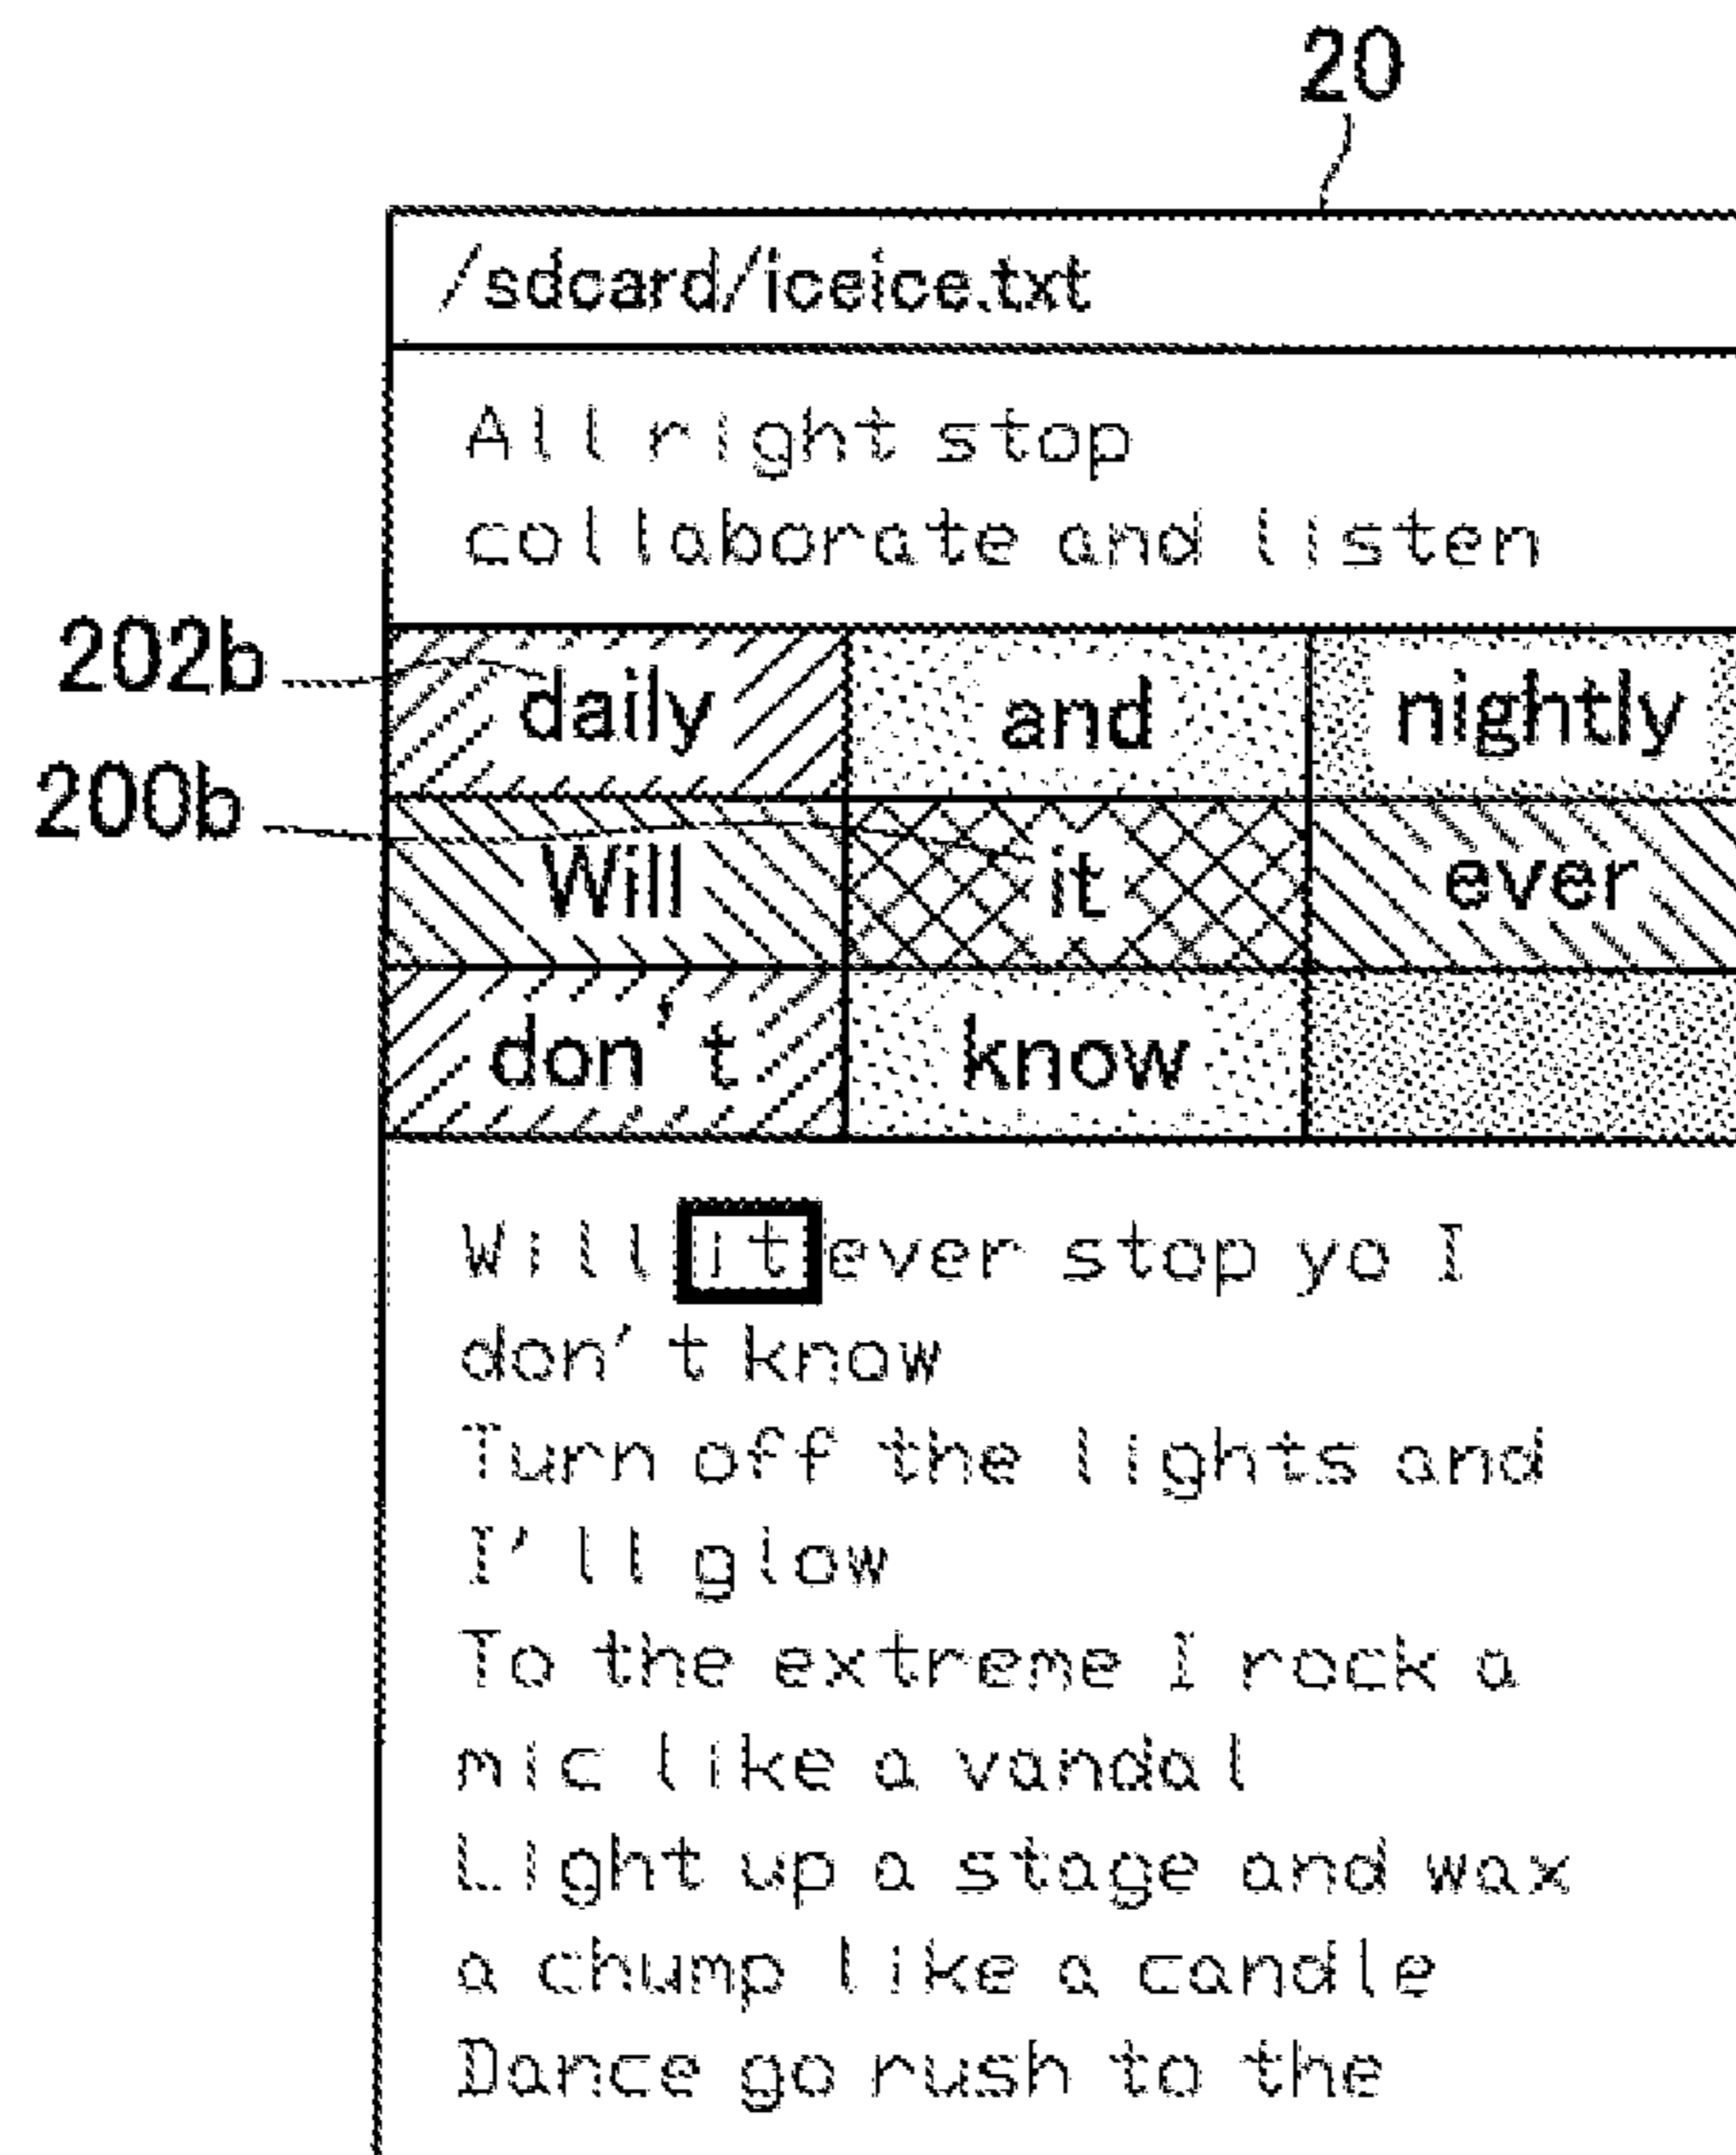 20
/sdcard/iceice.txt
All right stop
collaborate and listen
202b
daily and nightly
200b
Will it ever
don't know
Will it ever stop yo I
don't know
Turn off the lights and
I'll glow
To the extreme I rock a
mic like a vandal
Light up a stage and wax
a chump like a candle
Dance go rush to the